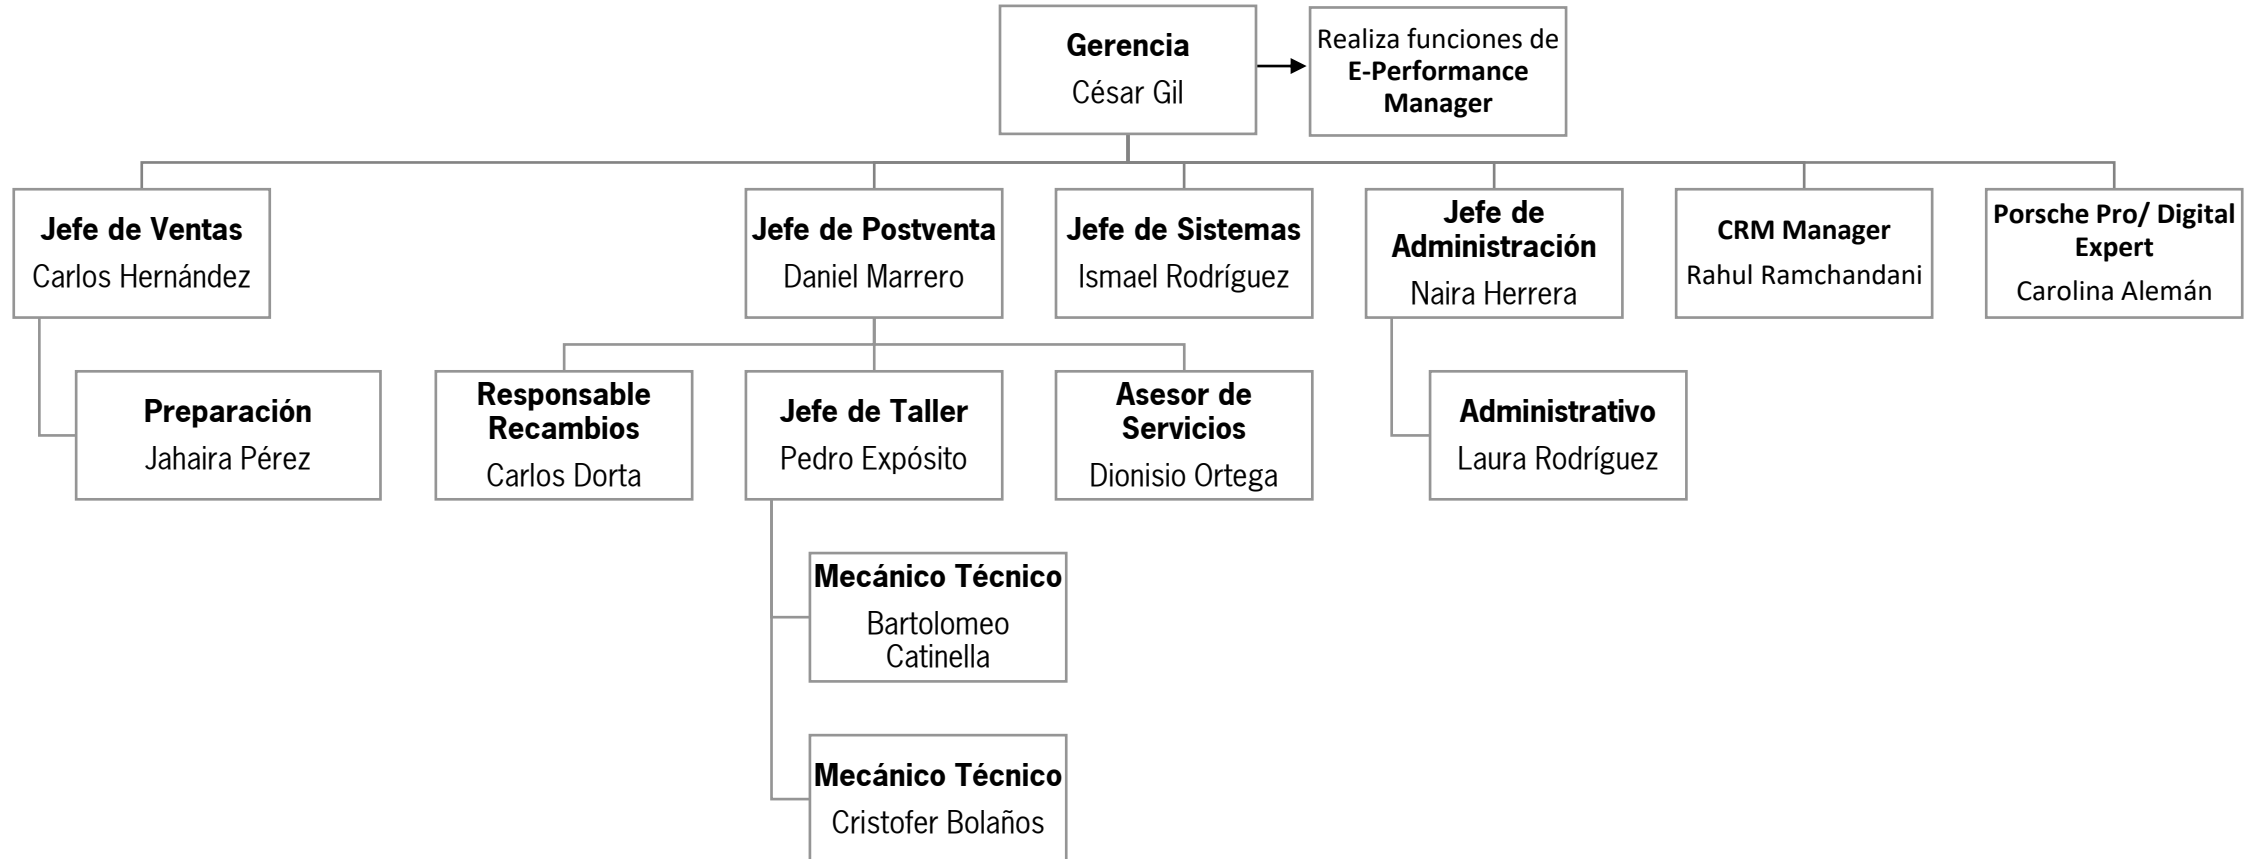 Gerencia
César Gil
Realiza funciones de
E-Performance
Manager
Jefe de Ventas
Carlos Hernández
Jefe de Postventa
Daniel Marrero
Jefe de Sistemas
Ismael Rodríguez
Jefe de
Administración
Naira Herrera
CRM Manager
Rahul Ramchandani
Porsche Pro/ Digital
Expert
Carolina Alemán
Preparación
Jahaira Pérez
Responsable
Recambios
Carlos Dorta
Jefe de Taller
Pedro Expósito
Asesor de
Servicios
Dionisio Ortega
Administrativo
Laura Rodríguez
Mecánico Técnico
Bartolomeo
Catinella
Mecánico Técnico
Cristofer Bolaños